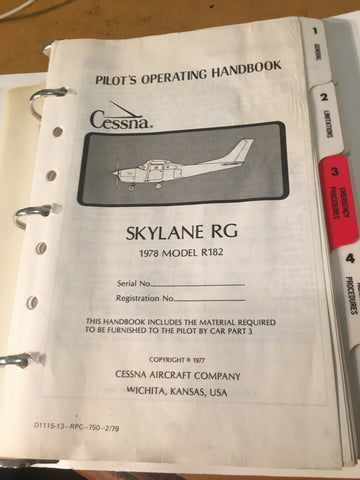 PILOT'S OPERATING HANDBOOK
Cessna®
SKYLANE RG
1978 MODEL R182
Serial No.
Registration No.
THIS HANDBOOK INCLUDES THE MATERIAL REQUIRED
TO BE FURNISHED TO THE PILOT BY CAR PART 3
COPYRIGHT © 1977
CESSNA AIRCRAFT COMPANY
WICHITA, KANSAS, USA
D1115-13-RPC-750-2/79
1
GENERAL
2
LIMITATIONS
3
EMERGENCY
PROCEDURES
4
PROCEDURES